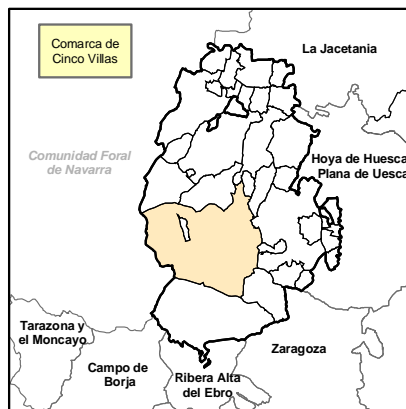 Comarca de
Cinco Villas
La Jacetania
Comunidad Foral
de Navarra
Hoya de Huesca
Plana de Uesca
Tarazona y
el Moncayo
Campo de
Borja
Ribera Alta
del Ebro
Zaragoza